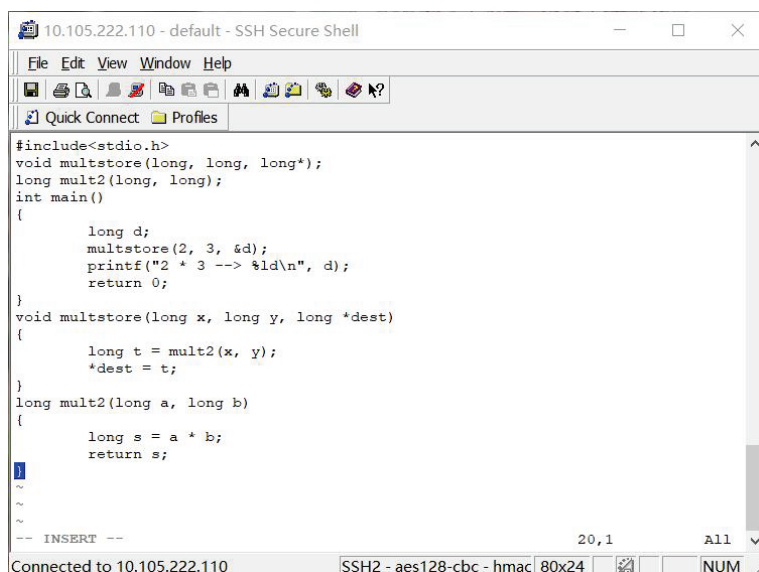 10.105.222.110 - default - SSH Secure Shell
File Edit View Window Help
Quick Connect Profiles
#include<stdio.h>
void multstore(long, long, long*);
long mult2(long, long);
int main()
{
        long d;
        multstore(2, 3, &d);
        printf("2 * 3 --> %ld\n", d);
        return 0;
}
void multstore(long x, long y, long *dest)
{
        long t = mult2(x, y);
        *dest = t;
}
long mult2(long a, long b)
{
        long s = a * b;
        return s;
}
~
~
~
-- INSERT -- 20,1 All
Connected to 10.105.222.110 SSH2 - aes128-cbc - hmac 80x24 NUM